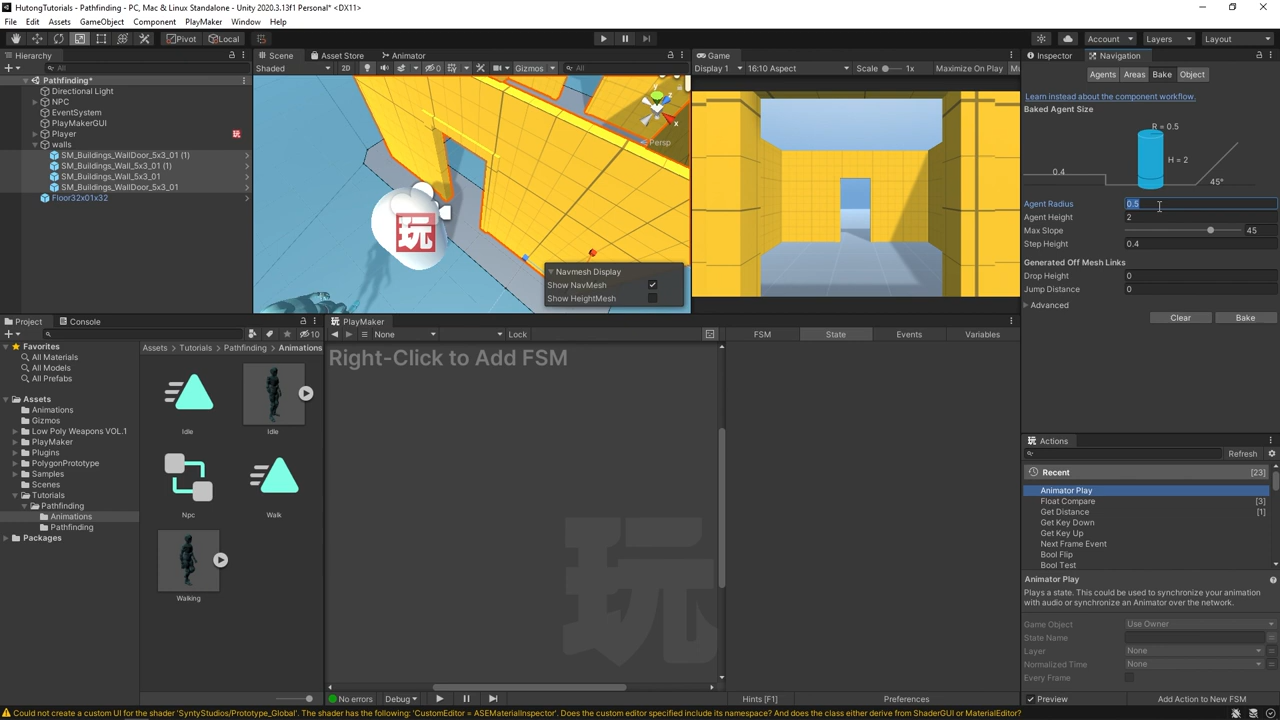 HutongTutorials - Pathfinding - PC, Mac & Linux Standalone - Unity 2020.3.13f1 Personal* <DX11>
File Edit Assets GameObject Component PlayMaker Window Help
Pivot Local Account Layers Layout
Hierarchy
All
Pathfinding*
Directional Light
NPC
EventSystem
PlayMakerGUI
Player 玩
walls
SM_Buildings_WallDoor_5x3_01 (1)
SM_Buildings_Wall_5x3_01 (1)
SM_Buildings_Wall_5x3_01
SM_Buildings_WallDoor_5x3_01
Floor32x01x32
Scene Asset Store Animator
Shaded 2D 0 Gizmos All
x
Persp
玩
Navmesh Display
Show NavMesh
Show HeightMesh
Game
Display 1 16:10 Aspect Scale 1x Maximize On Play
Inspector Navigation
Agents Areas Bake Object
Learn instead about the component workflow.
Baked Agent Size
R = 0.5
H = 2
0.4
45°
Agent Radius 0.5
Agent Height 2
Max Slope 45
Step Height 0.4
Generated Off Mesh Links
Drop Height 0
Jump Distance 0
Advanced
Clear Bake
Project Console
10
Favorites
All Materials
All Models
All Prefabs
Assets
Animations
Gizmos
Low Poly Weapons VOL.1
PlayMaker
Plugins
PolygonPrototype
Samples
Scenes
Tutorials
Pathfinding
Animations
Pathfinding
Packages
Assets Tutorials Pathfinding Animations
Idle
Idle
Npc
Walk
Walking
PlayMaker
None Lock
Right-Click to Add FSM
玩
FSM State Events Variables
No errors Debug Hints [F1] Preferences
Actions
Refresh
Recent [23]
Animator Play
Float Compare [3]
Get Distance [1]
Get Key Down
Get Key Up
Next Frame Event
Bool Flip
Bool Test
Animator Play
Plays a state. This could be used to synchronize your animation
with audio or synchronize an Animator over the network.
Game Object Use Owner
State Name
Layer None
Normalized Time None
Every Frame
Preview Add Action to New FSM
Could not create a custom UI for the shader 'SyntyStudios/Prototype_Global'. The shader has the following: 'CustomEditor = ASEMaterialInspector'. Does the custom editor specified include its namespace? And does the class either derive from ShaderGUI or MaterialEditor?